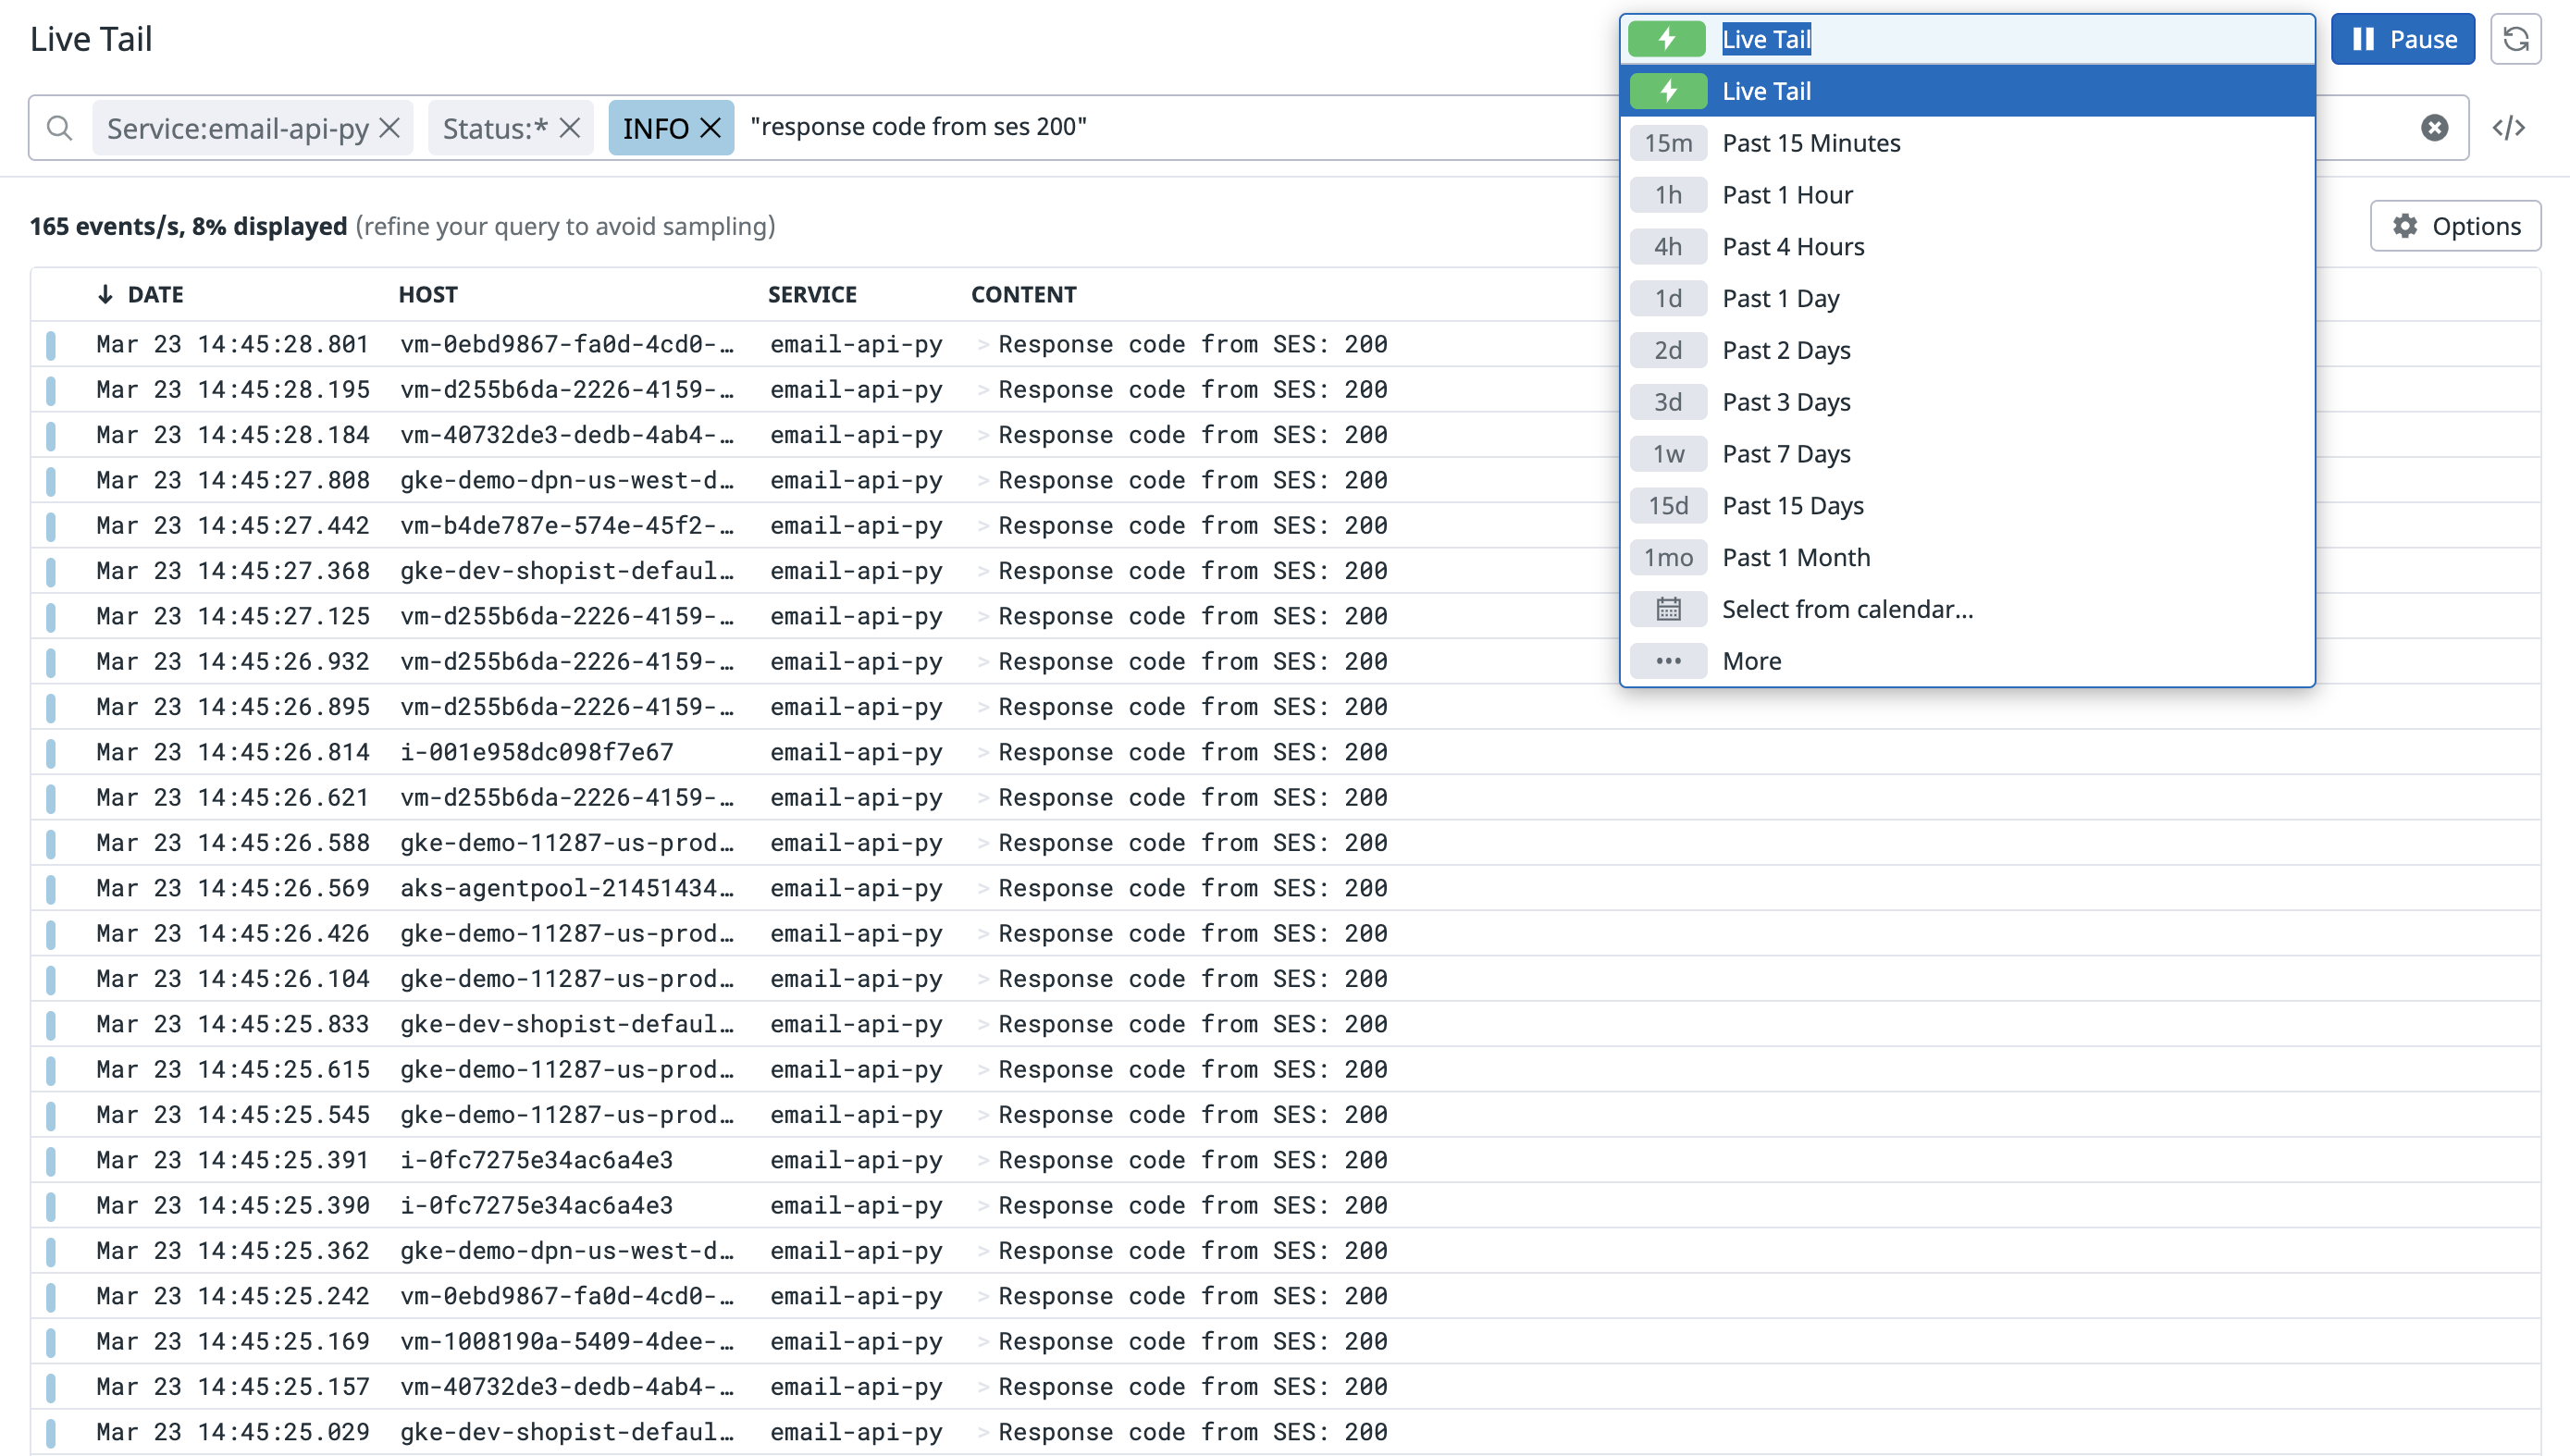 Live Tail
Live Tail
Pause
Live Tail
Service:email-api-py
Status:*
INFO
"response code from ses 200"
</>
15m Past 15 Minutes
1h Past 1 Hour
4h Past 4 Hours
1d Past 1 Day
2d Past 2 Days
3d Past 3 Days
1w Past 7 Days
15d Past 15 Days
1mo Past 1 Month
Select from calendar...
More
165 events/s, 8% displayed (refine your query to avoid sampling)
Options
DATE HOST SERVICE CONTENT
Mar 23 14:45:28.801 vm-0ebd9867-fa0d-4cd0-… email-api-py > Response code from SES: 200
Mar 23 14:45:28.195 vm-d255b6da-2226-4159-… email-api-py > Response code from SES: 200
Mar 23 14:45:28.184 vm-40732de3-dedb-4ab4-… email-api-py > Response code from SES: 200
Mar 23 14:45:27.808 gke-demo-dpn-us-west-d… email-api-py > Response code from SES: 200
Mar 23 14:45:27.442 vm-b4de787e-574e-45f2-… email-api-py > Response code from SES: 200
Mar 23 14:45:27.368 gke-dev-shopist-defaul… email-api-py > Response code from SES: 200
Mar 23 14:45:27.125 vm-d255b6da-2226-4159-… email-api-py > Response code from SES: 200
Mar 23 14:45:26.932 vm-d255b6da-2226-4159-… email-api-py > Response code from SES: 200
Mar 23 14:45:26.895 vm-d255b6da-2226-4159-… email-api-py > Response code from SES: 200
Mar 23 14:45:26.814 i-001e958dc098f7e67 email-api-py > Response code from SES: 200
Mar 23 14:45:26.621 vm-d255b6da-2226-4159-… email-api-py > Response code from SES: 200
Mar 23 14:45:26.588 gke-demo-11287-us-prod… email-api-py > Response code from SES: 200
Mar 23 14:45:26.569 aks-agentpool-21451434… email-api-py > Response code from SES: 200
Mar 23 14:45:26.426 gke-demo-11287-us-prod… email-api-py > Response code from SES: 200
Mar 23 14:45:26.104 gke-demo-11287-us-prod… email-api-py > Response code from SES: 200
Mar 23 14:45:25.833 gke-dev-shopist-defaul… email-api-py > Response code from SES: 200
Mar 23 14:45:25.615 gke-demo-11287-us-prod… email-api-py > Response code from SES: 200
Mar 23 14:45:25.545 gke-demo-11287-us-prod… email-api-py > Response code from SES: 200
Mar 23 14:45:25.391 i-0fc7275e34ac6a4e3 email-api-py > Response code from SES: 200
Mar 23 14:45:25.390 i-0fc7275e34ac6a4e3 email-api-py > Response code from SES: 200
Mar 23 14:45:25.362 gke-demo-dpn-us-west-d… email-api-py > Response code from SES: 200
Mar 23 14:45:25.242 vm-0ebd9867-fa0d-4cd0-… email-api-py > Response code from SES: 200
Mar 23 14:45:25.169 vm-1008190a-5409-4dee-… email-api-py > Response code from SES: 200
Mar 23 14:45:25.157 vm-40732de3-dedb-4ab4-… email-api-py > Response code from SES: 200
Mar 23 14:45:25.029 gke-dev-shopist-defaul… email-api-py > Response code from SES: 200